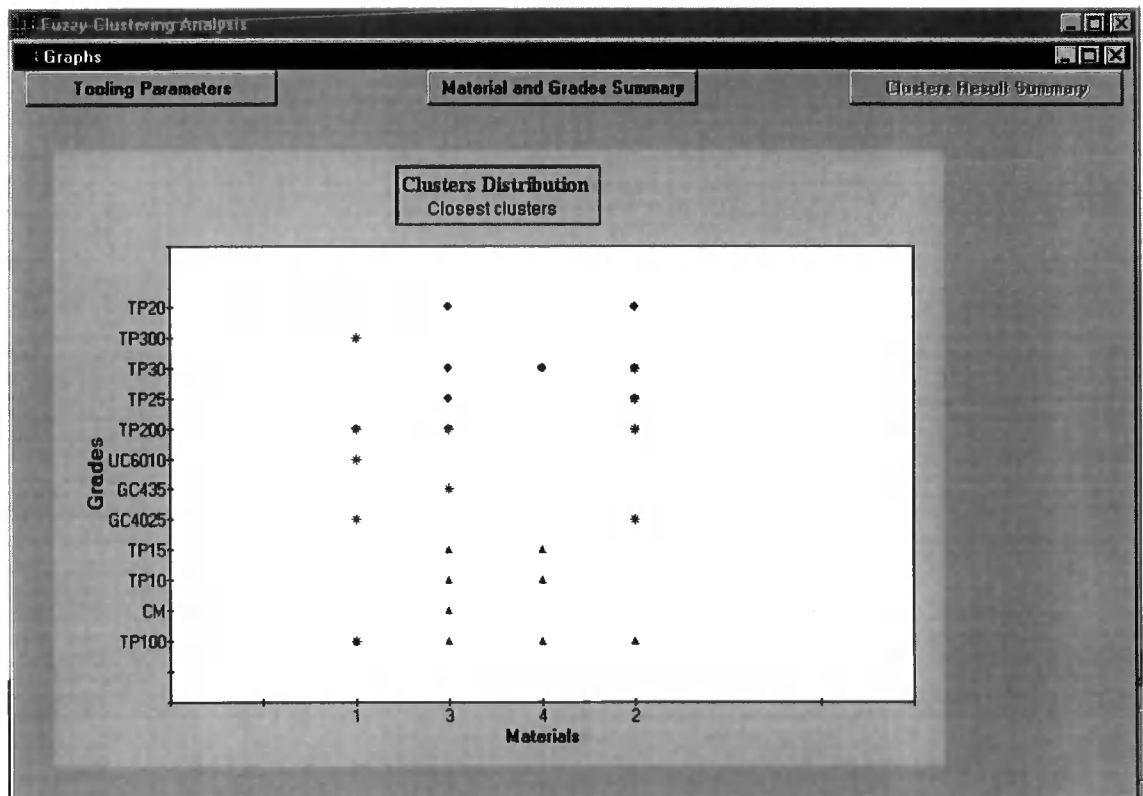 Fuzzy Clustering Analysis
Graphs
Tooling Parameters
Material and Grades Summary
Clusters Result Summary
Clusters Distribution
Closest clusters
Grades
TP20
TP300
TP30
TP25
TP200
UC6010
GC435
GC4025
TP15
TP10
CM
TP100
1 3 4 2
Materials